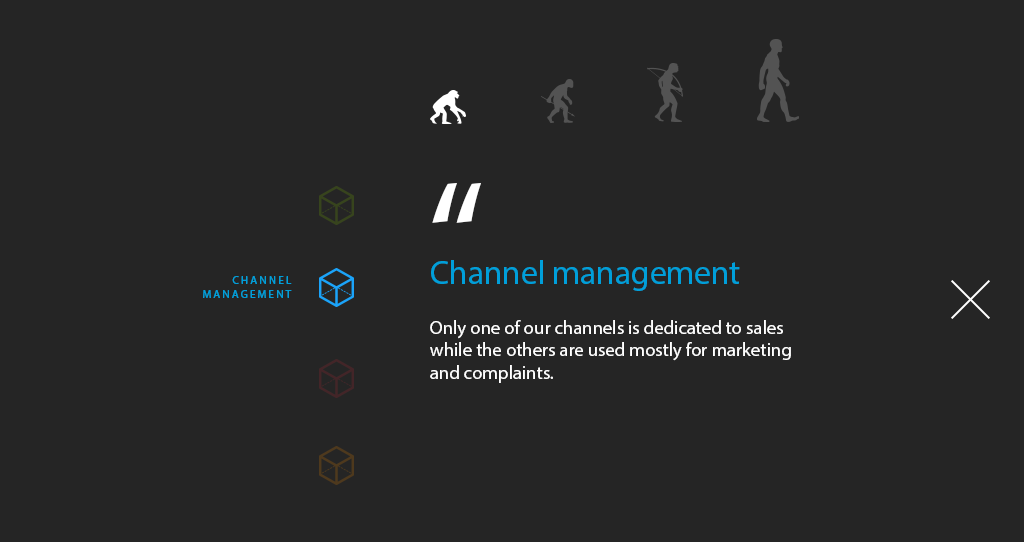 “
CHANNEL
MANAGEMENT
Channel management
Only one of our channels is dedicated to sales
while the others are used mostly for marketing
and complaints.